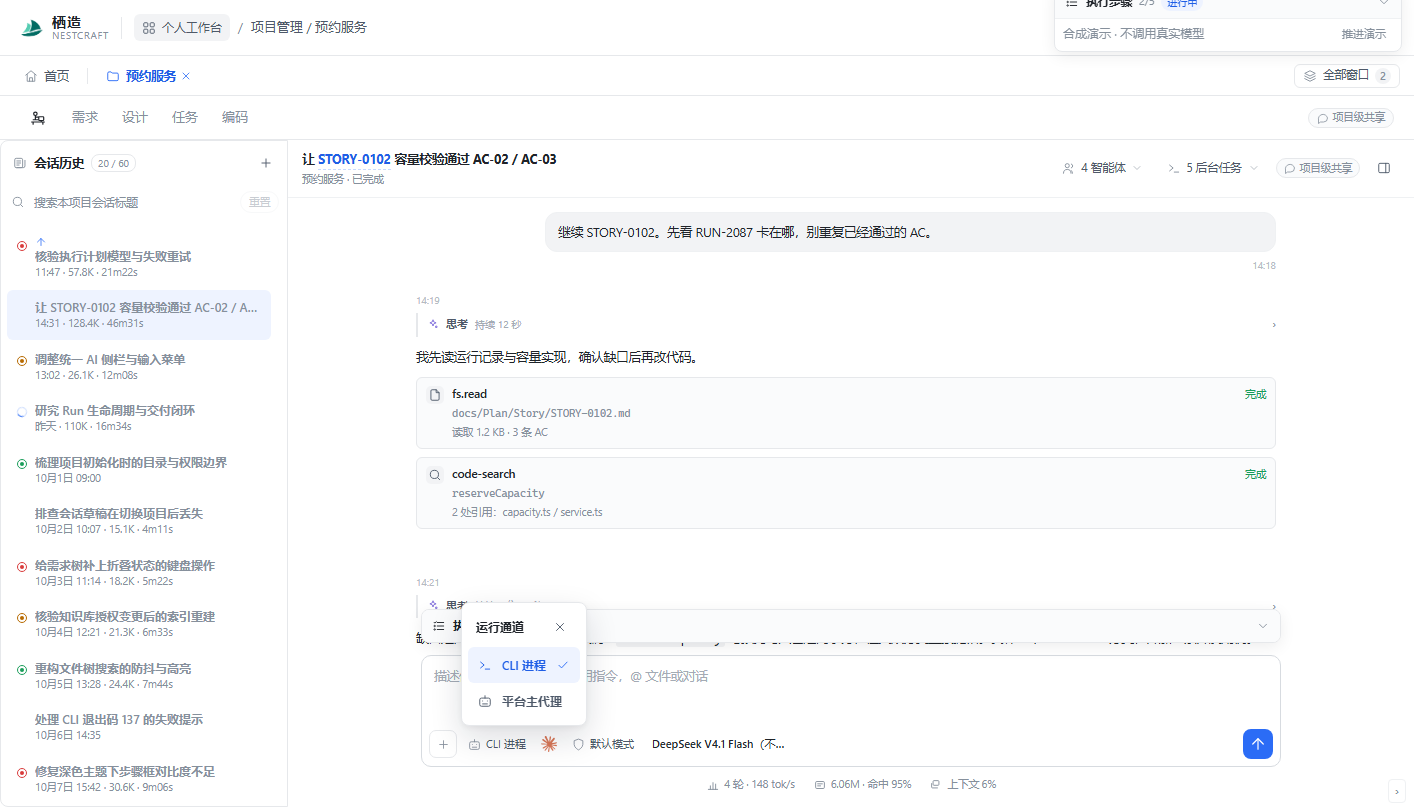 栖造
NESTCRAFT
个人工作台 / 项目管理 / 预约服务
执行步骤 2/5 进行中
合成演示 · 不调用真实模型 推进演示
首页 预约服务 ×
全部窗口 2
需求 设计 任务 编码
项目级共享
会话历史 20 / 60 +
搜索本项目会话标题 重置
核验执行计划模型与失败重试
11:47 · 57.8K · 21m22s
让 STORY-0102 容量校验通过 AC-02 / A...
14:31 · 128.4K · 46m31s
调整统一 AI 侧栏与输入菜单
13:02 · 26.1K · 12m08s
研究 Run 生命周期与交付闭环
昨天 · 110K · 16m34s
梳理项目初始化时的目录与权限边界
10月1日 09:00
排查会话草稿在切换项目后丢失
10月2日 10:07 · 15.1K · 4m11s
给需求树补上折叠状态的键盘操作
10月3日 11:14 · 18.2K · 5m22s
核验知识库授权变更后的索引重建
10月4日 12:21 · 21.3K · 6m33s
重构文件树搜索的防抖与高亮
10月5日 13:28 · 24.4K · 7m44s
处理 CLI 退出码 137 的失败提示
10月6日 14:35
修复深色主题下步骤框对比度不足
10月7日 15:42 · 30.6K · 9m06s
让 STORY-0102 容量校验通过 AC-02 / AC-03
预约服务 · 已完成
4 智能体 5 后台任务 项目级共享
继续 STORY-0102。先看 RUN-2087 卡在哪，别重复已经通过的 AC。
14:18
14:19
思考 持续 12 秒
我先读运行记录与容量实现，确认缺口后再改代码。
fs.read 完成
docs/Plan/Story/STORY-0102.md
读取 1.2 KB · 3 条 AC
code-search 完成
reserveCapacity
2 处引用：capacity.ts / service.ts
14:21
思考
运行通道 ×
CLI 进程
平台主代理
指令，@ 文件或对话
+ CLI 进程 默认模式 DeepSeek V4.1 Flash（不...
4 轮 · 148 tok/s 6.06M · 命中 95% 上下文 6%